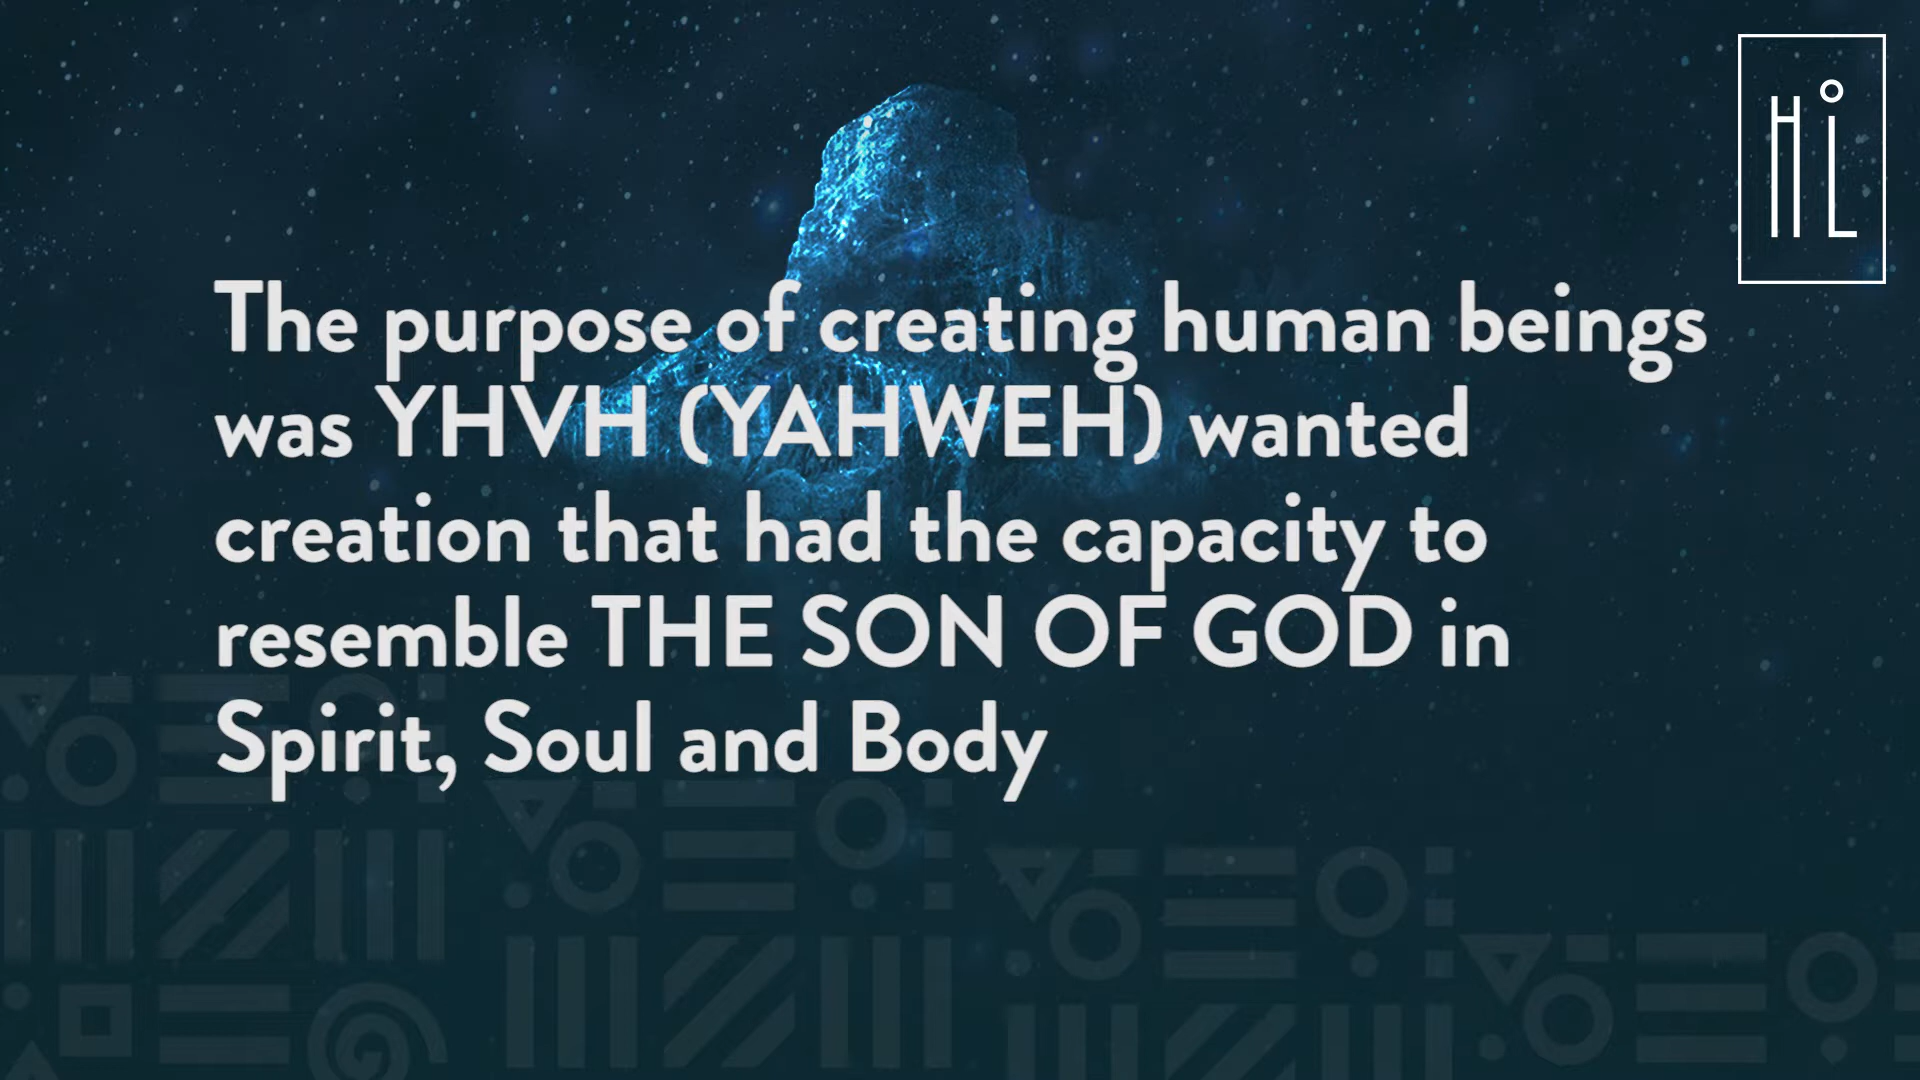 HiL
The purpose of creating human beings
was YHVH (YAHWEH) wanted
creation that had the capacity to
resemble THE SON OF GOD in
Spirit, Soul and Body